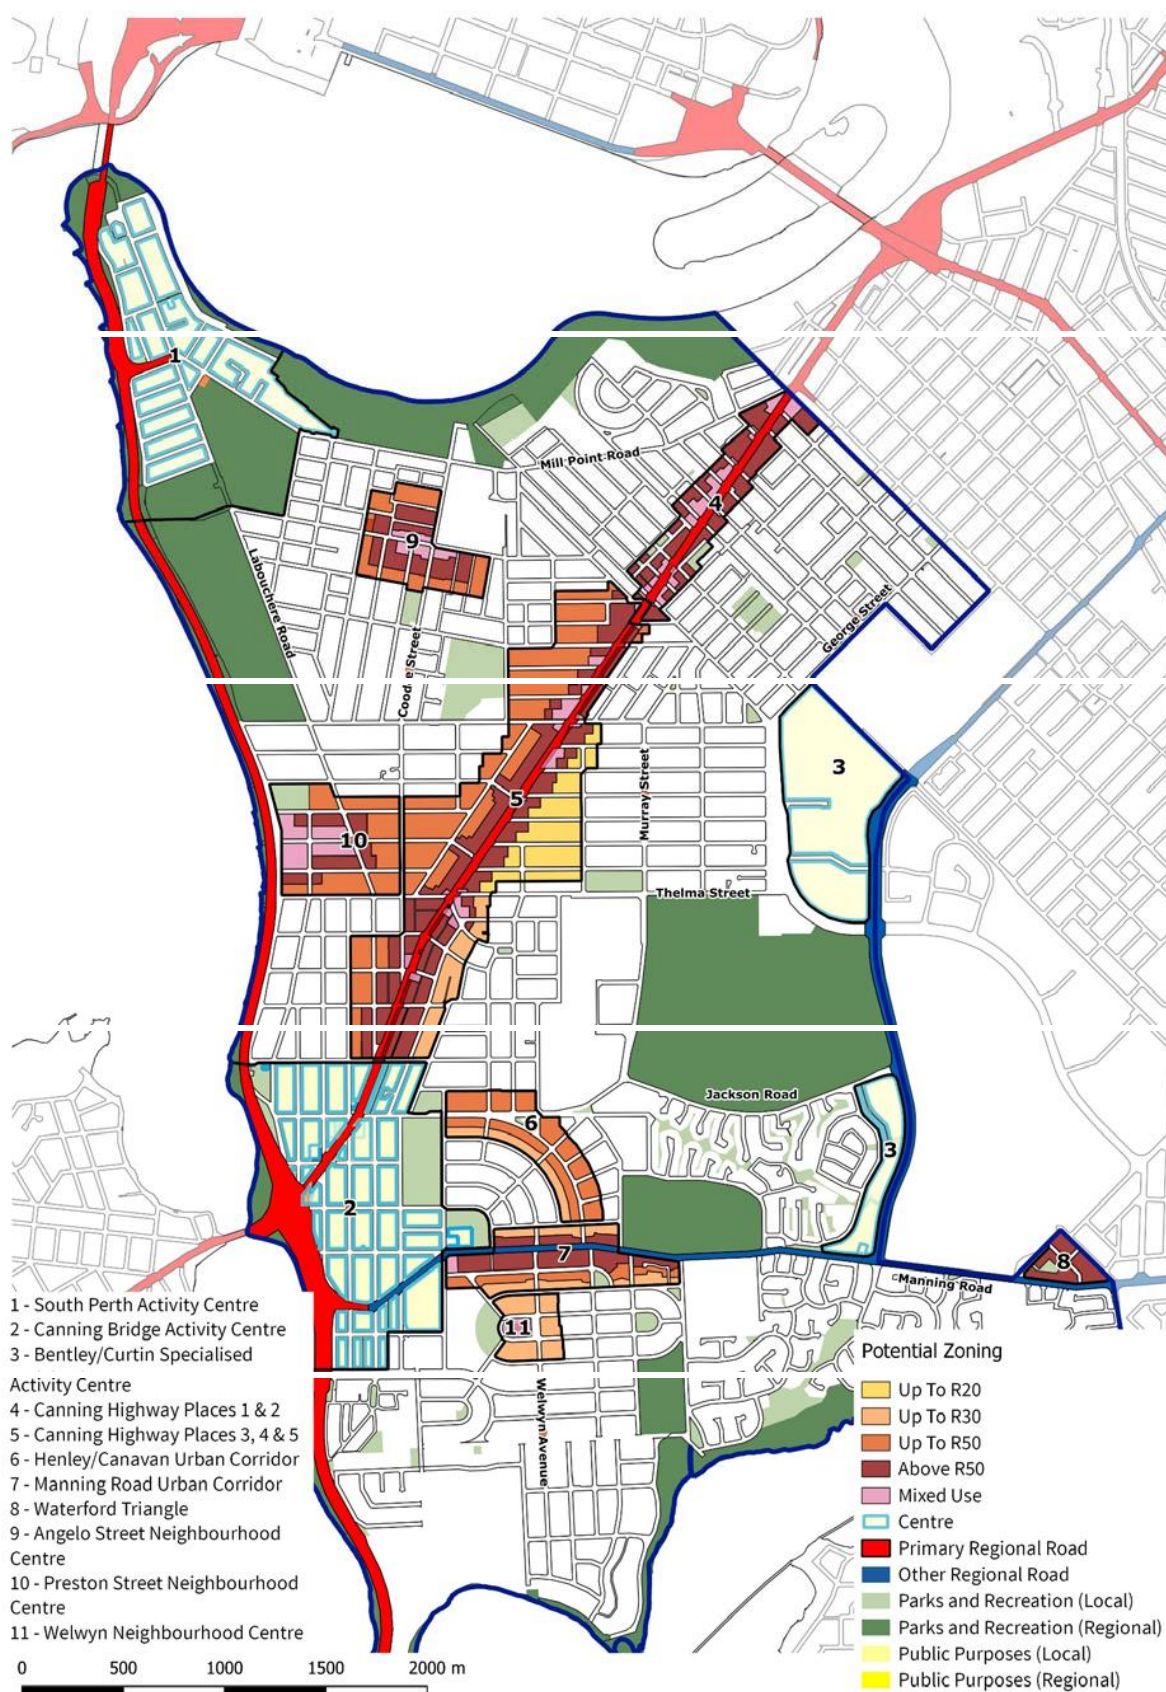 1
Mill Point Road
4
9
Labouchere Road
George Street
Street
3
5
Murray Street
10
Thelma Street
Jackson Road
6
3
2
7
8
Manning Road
11
Welwyn Avenue
1 - South Perth Activity Centre
2 - Canning Bridge Activity Centre
3 - Bentley/Curtin Specialised
Activity Centre
4 - Canning Highway Places 1 & 2
5 - Canning Highway Places 3, 4 & 5
6 - Henley/Canavan Urban Corridor
7 - Manning Road Urban Corridor
8 - Waterford Triangle
9 - Angelo Street Neighbourhood
Centre
10 - Preston Street Neighbourhood
Centre
11 - Welwyn Neighbourhood Centre
0 500 1000 1500 2000 m
Potential Zoning
Up To R20
Up To R30
Up To R50
Above R50
Mixed Use
Centre
Primary Regional Road
Other Regional Road
Parks and Recreation (Local)
Parks and Recreation (Regional)
Public Purposes (Local)
Public Purposes (Regional)